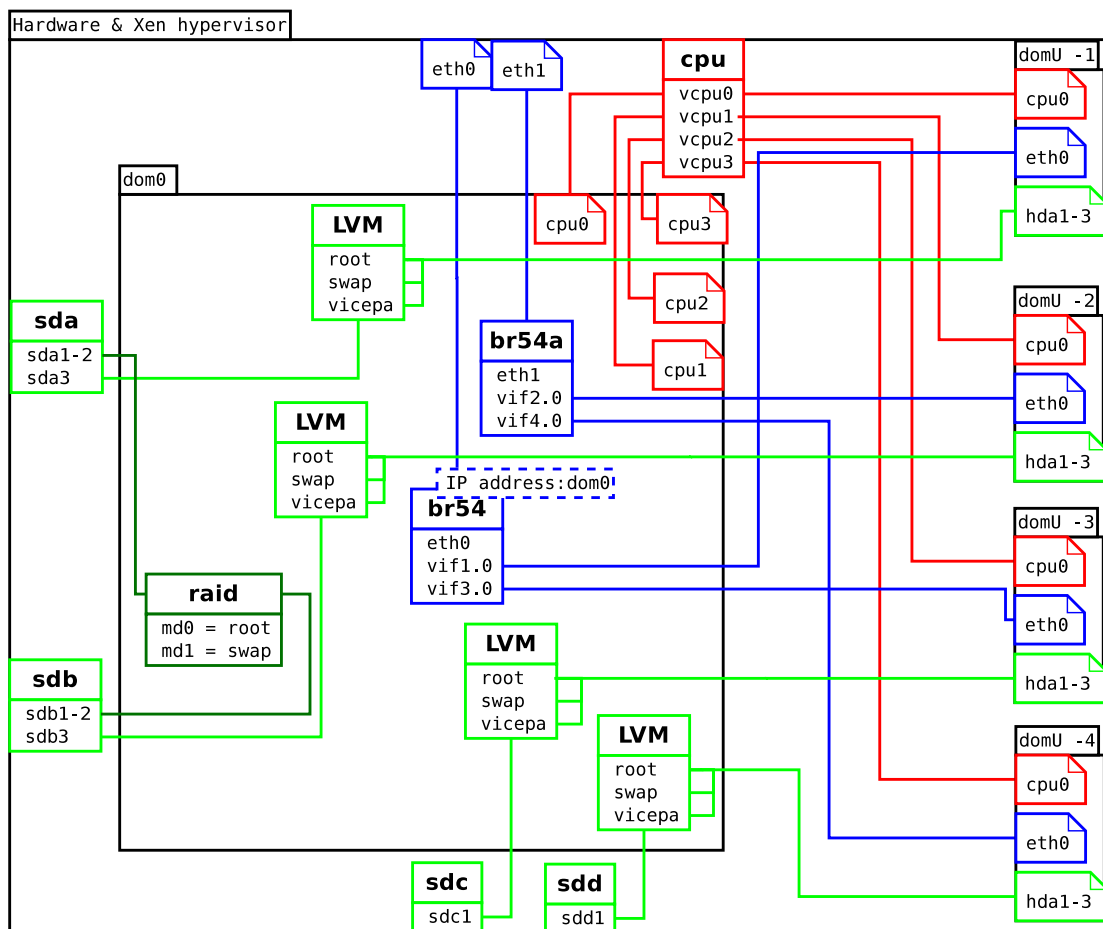 Hardware & Xen hypervisor
eth0
eth1
cpu
vcpu0
vcpu1
vcpu2
vcpu3
domU -1
cpu0
eth0
hda1-3
dom0
cpu0
cpu3
cpu2
cpu1
LVM
root
swap
vicepa
sda
sda1-2
sda3
br54a
eth1
vif2.0
vif4.0
domU -2
cpu0
eth0
hda1-3
LVM
root
swap
vicepa
IP address:dom0
br54
eth0
vif1.0
vif3.0
domU -3
cpu0
eth0
hda1-3
raid
md0 = root
md1 = swap
sdb
sdb1-2
sdb3
LVM
root
swap
vicepa
LVM
root
swap
vicepa
domU -4
cpu0
eth0
hda1-3
sdc
sdc1
sdd
sdd1